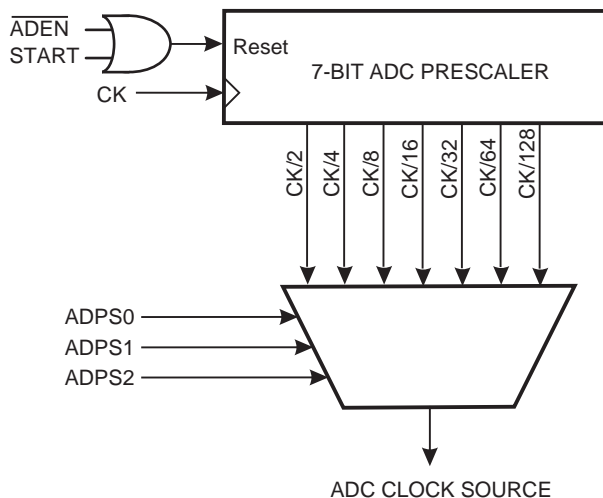 ADEN
START
Reset
7-BIT ADC PRESCALER
CK
CK/2
CK/4
CK/8
CK/16
CK/32
CK/64
CK/128
ADPS0
ADPS1
ADPS2
ADC CLOCK SOURCE